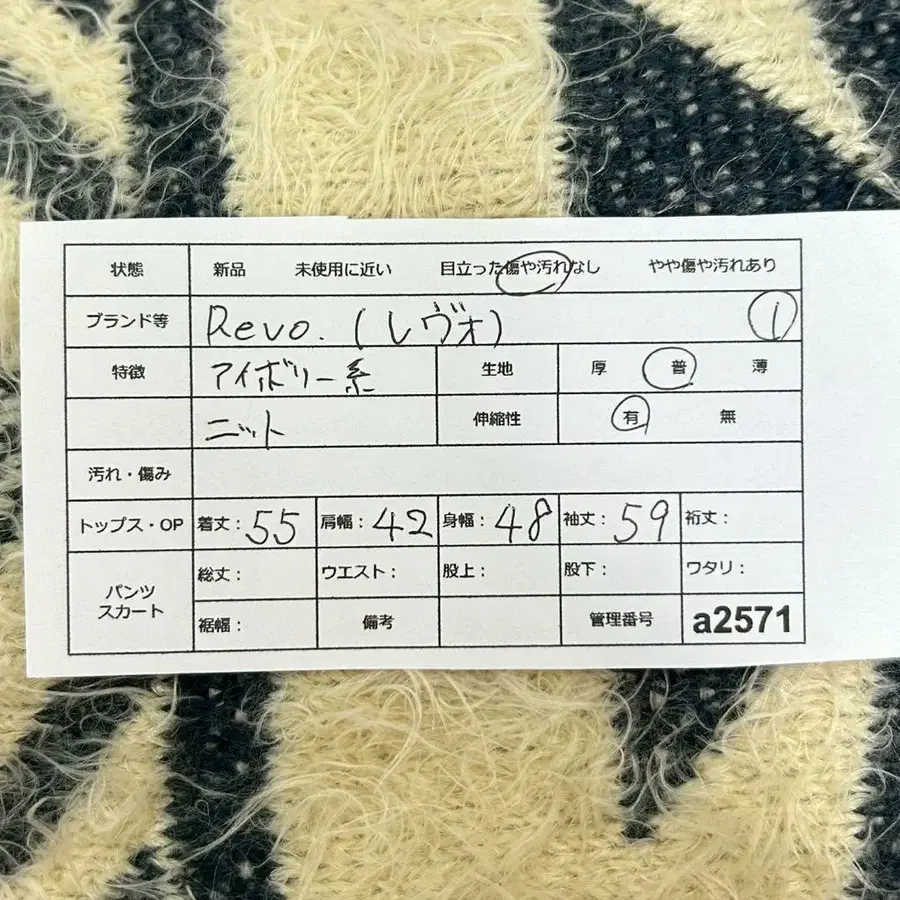 状態 新品 未使用に近い 目立った傷や汚れなし やや傷や汚れあり
ブランド等 Revo.(レヴォ) 1
特徴 アイボリー系 生地 厚 普 薄
ニット 伸縮性 有 無
汚れ・傷み
トップス・OP 着丈：55 肩幅：42 身幅：48 袖丈：59 裄丈：
パンツ スカート 総丈： ウエスト： 股上： 股下： ワタリ：
裾幅： 備考 管理番号 a2571